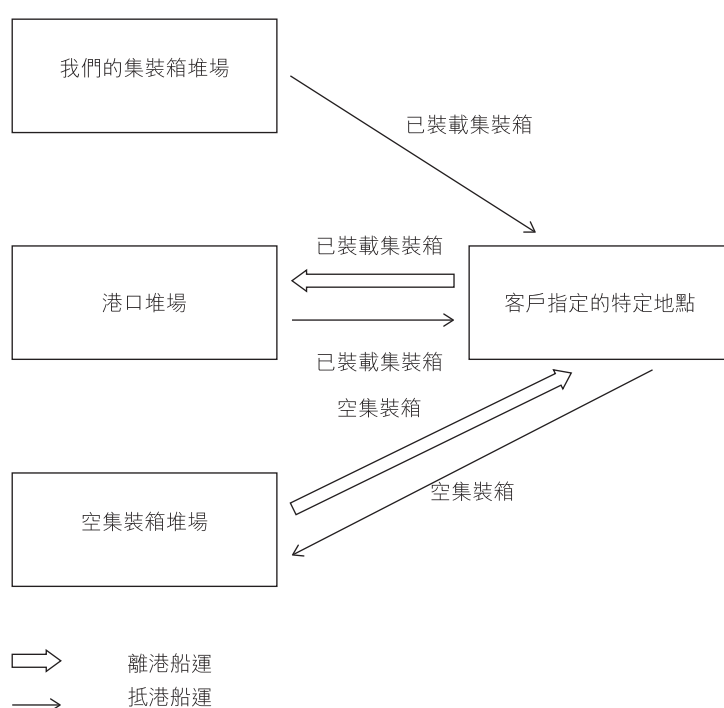 我們的集裝箱堆場
已裝載集裝箱
已裝載集裝箱
港口堆場
客戶指定的特定地點
已裝載集裝箱
空集裝箱
空集裝箱
空集裝箱堆場
離港船運
抵港船運